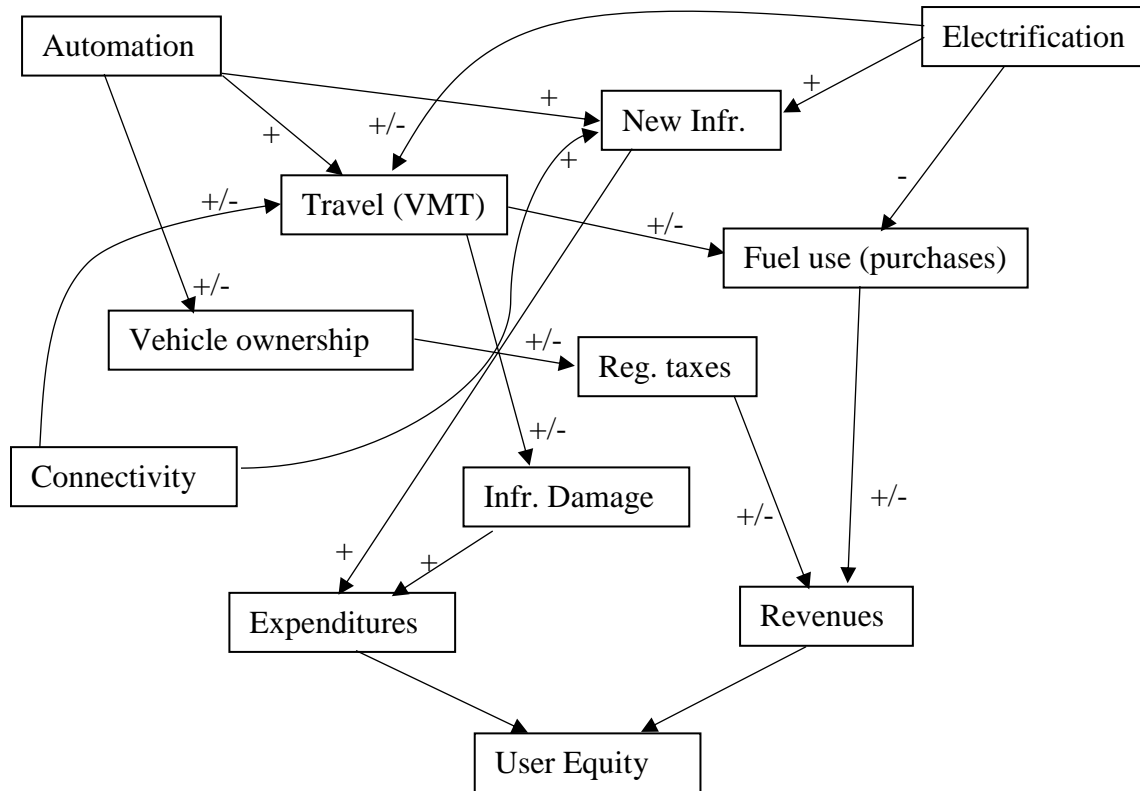 Automation
Electrification
+
+
New Infr.
+/-
+
+
-
Travel (VMT)
+/-
+/-
Fuel use (purchases)
+/-
Vehicle ownership
+/-
Reg. taxes
+/-
Connectivity
Infr. Damage
+/-
+/-
+
+
Expenditures
Revenues
User Equity